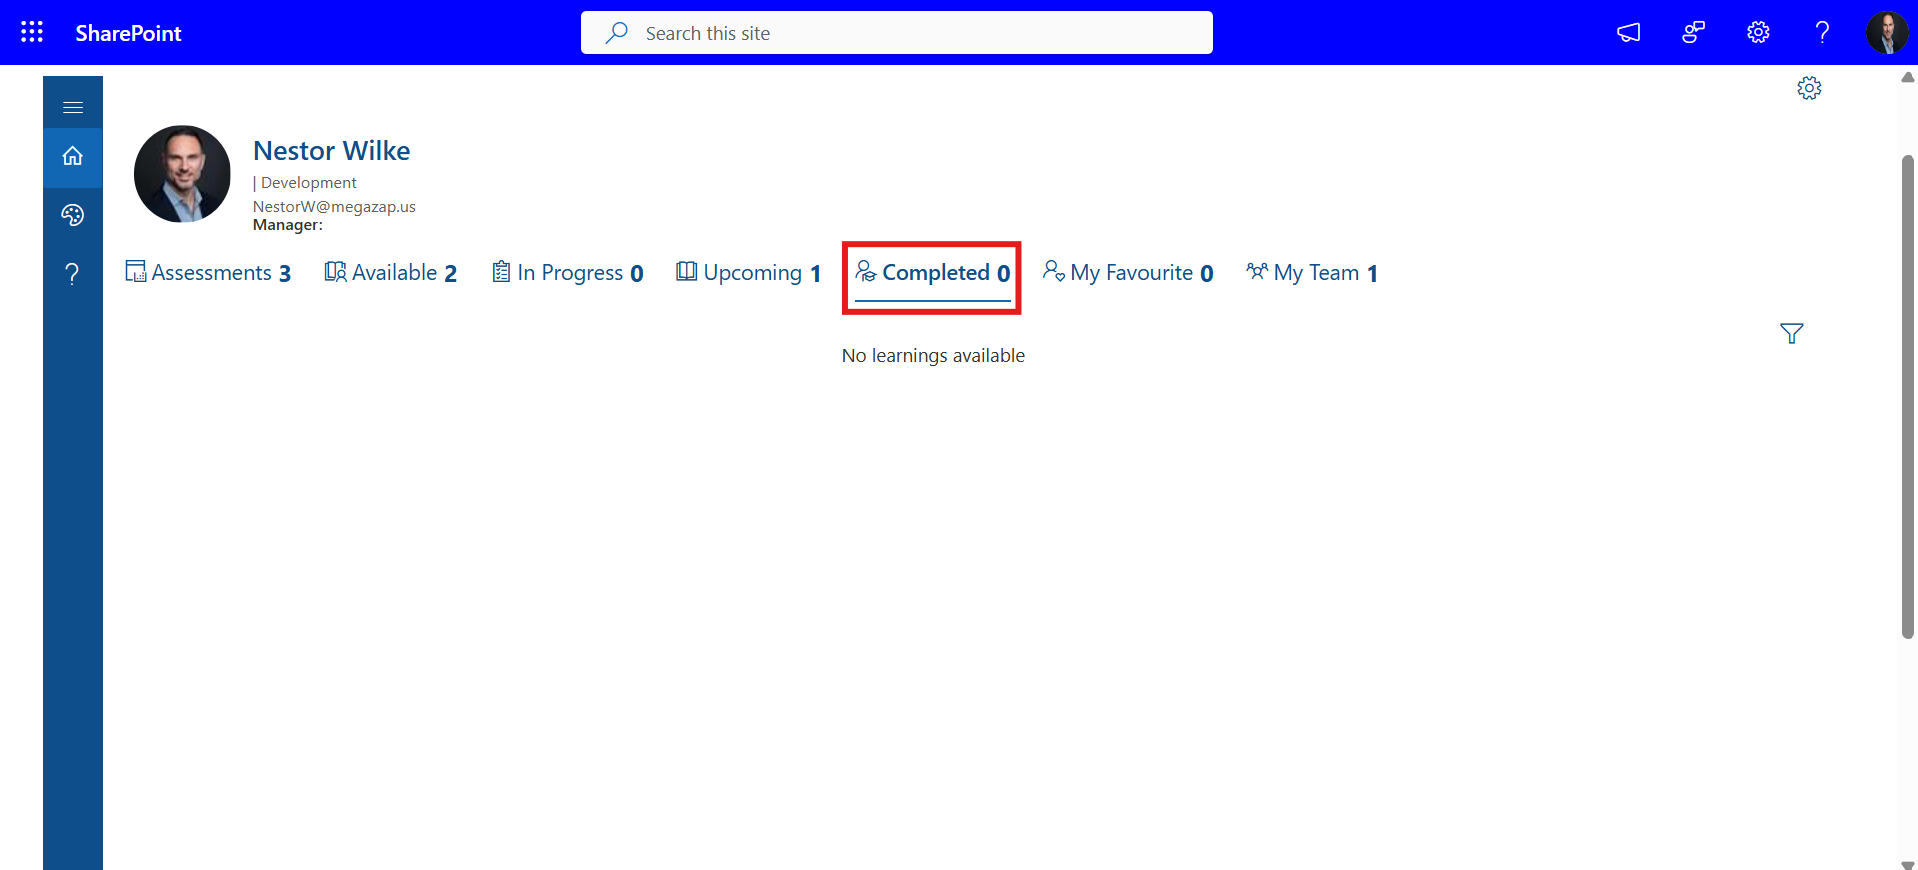 SharePoint
Search this site
Nestor Wilke
| Development
NestorW@megazap.us
Manager:
Assessments 3 Available 2 In Progress 0 Upcoming 1 Completed 0 My Favourite 0 My Team 1
No learnings available